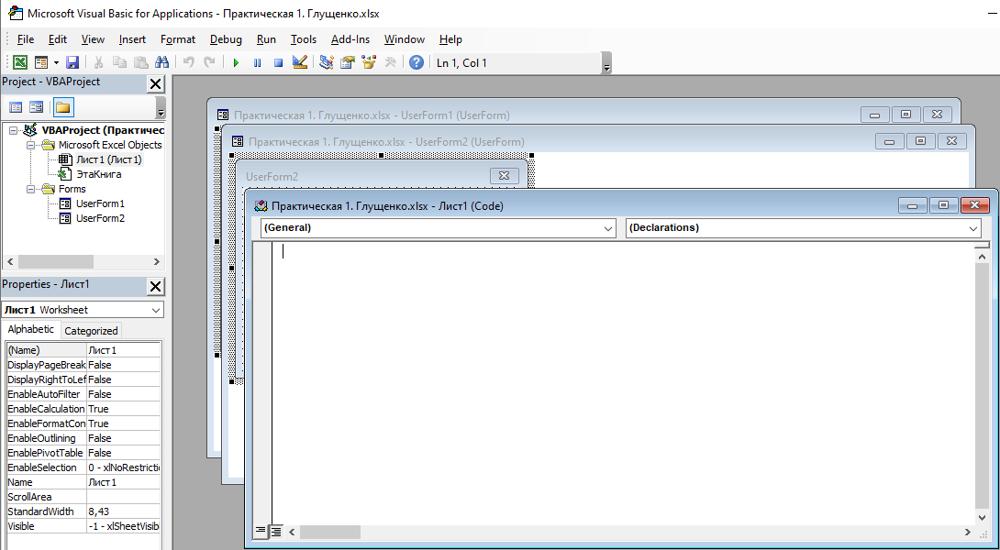 Microsoft Visual Basic for Applications - Практическая 1. Глущенко.xlsx
File Edit View Insert Format Debug Run Tools Add-Ins Window Help
Ln 1, Col 1
Project - VBAProject
VBAProject (Практичес
Microsoft Excel Objects
Лист1 (Лист1)
ЭтаКнига
Forms
UserForm1
UserForm2
Properties - Лист1
Лист1 Worksheet
Alphabetic Categorized
(Name) Лист1
DisplayPageBreak False
DisplayRightToLef False
EnableAutoFilter False
EnableCalculation True
EnableFormatCon True
EnableOutlining False
EnablePivotTable False
EnableSelection 0 - xlNoRestricti
Name Лист1
ScrollArea
StandardWidth 8,43
Visible -1 - xlSheetVisib
Практическая 1. Глущенко.xlsx - UserForm1 (UserForm)
Практическая 1. Глущенко.xlsx - UserForm2 (UserForm)
UserForm2
Практическая 1. Глущенко.xlsx - Лист1 (Code)
(General) (Declarations)